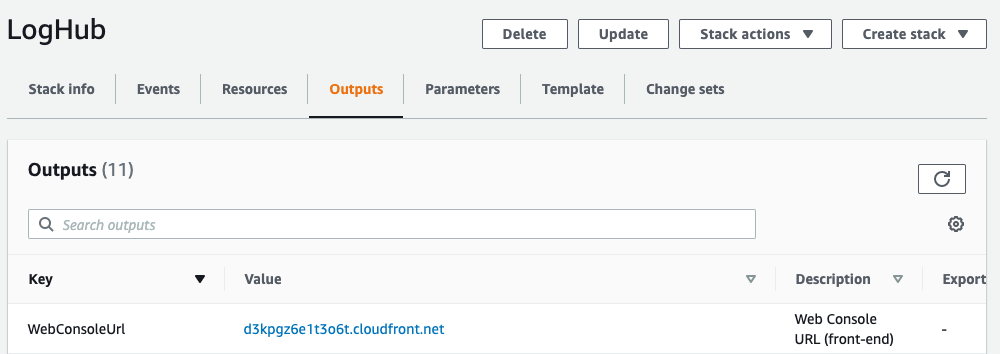 LogHub
Delete
Update
Stack actions
Create stack
Stack info
Events
Resources
Outputs
Parameters
Template
Change sets
Outputs (11)
Search outputs
Key
Value
Description
Export
WebConsoleUrl
d3kpgz6e1t3o6t.cloudfront.net
Web Console
URL (front-end)
-